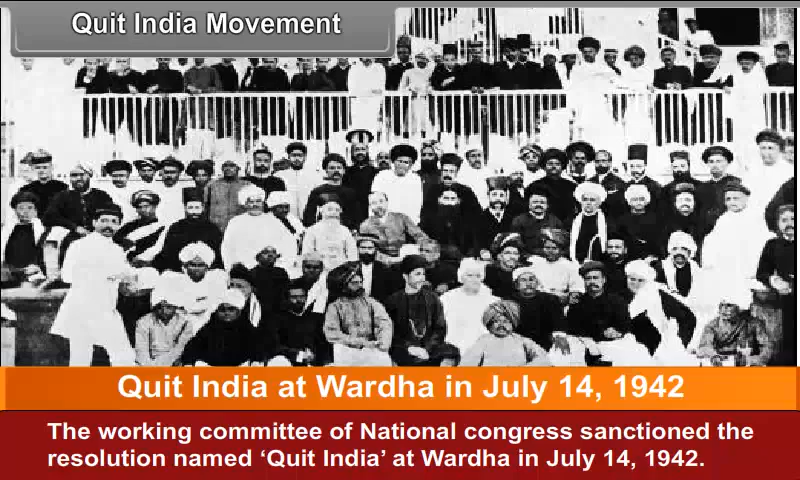 Quit India Movement
Quit India at Wardha in July 14, 1942
The working committee of National congress sanctioned the
resolution named ‘Quit India’ at Wardha in July 14, 1942.